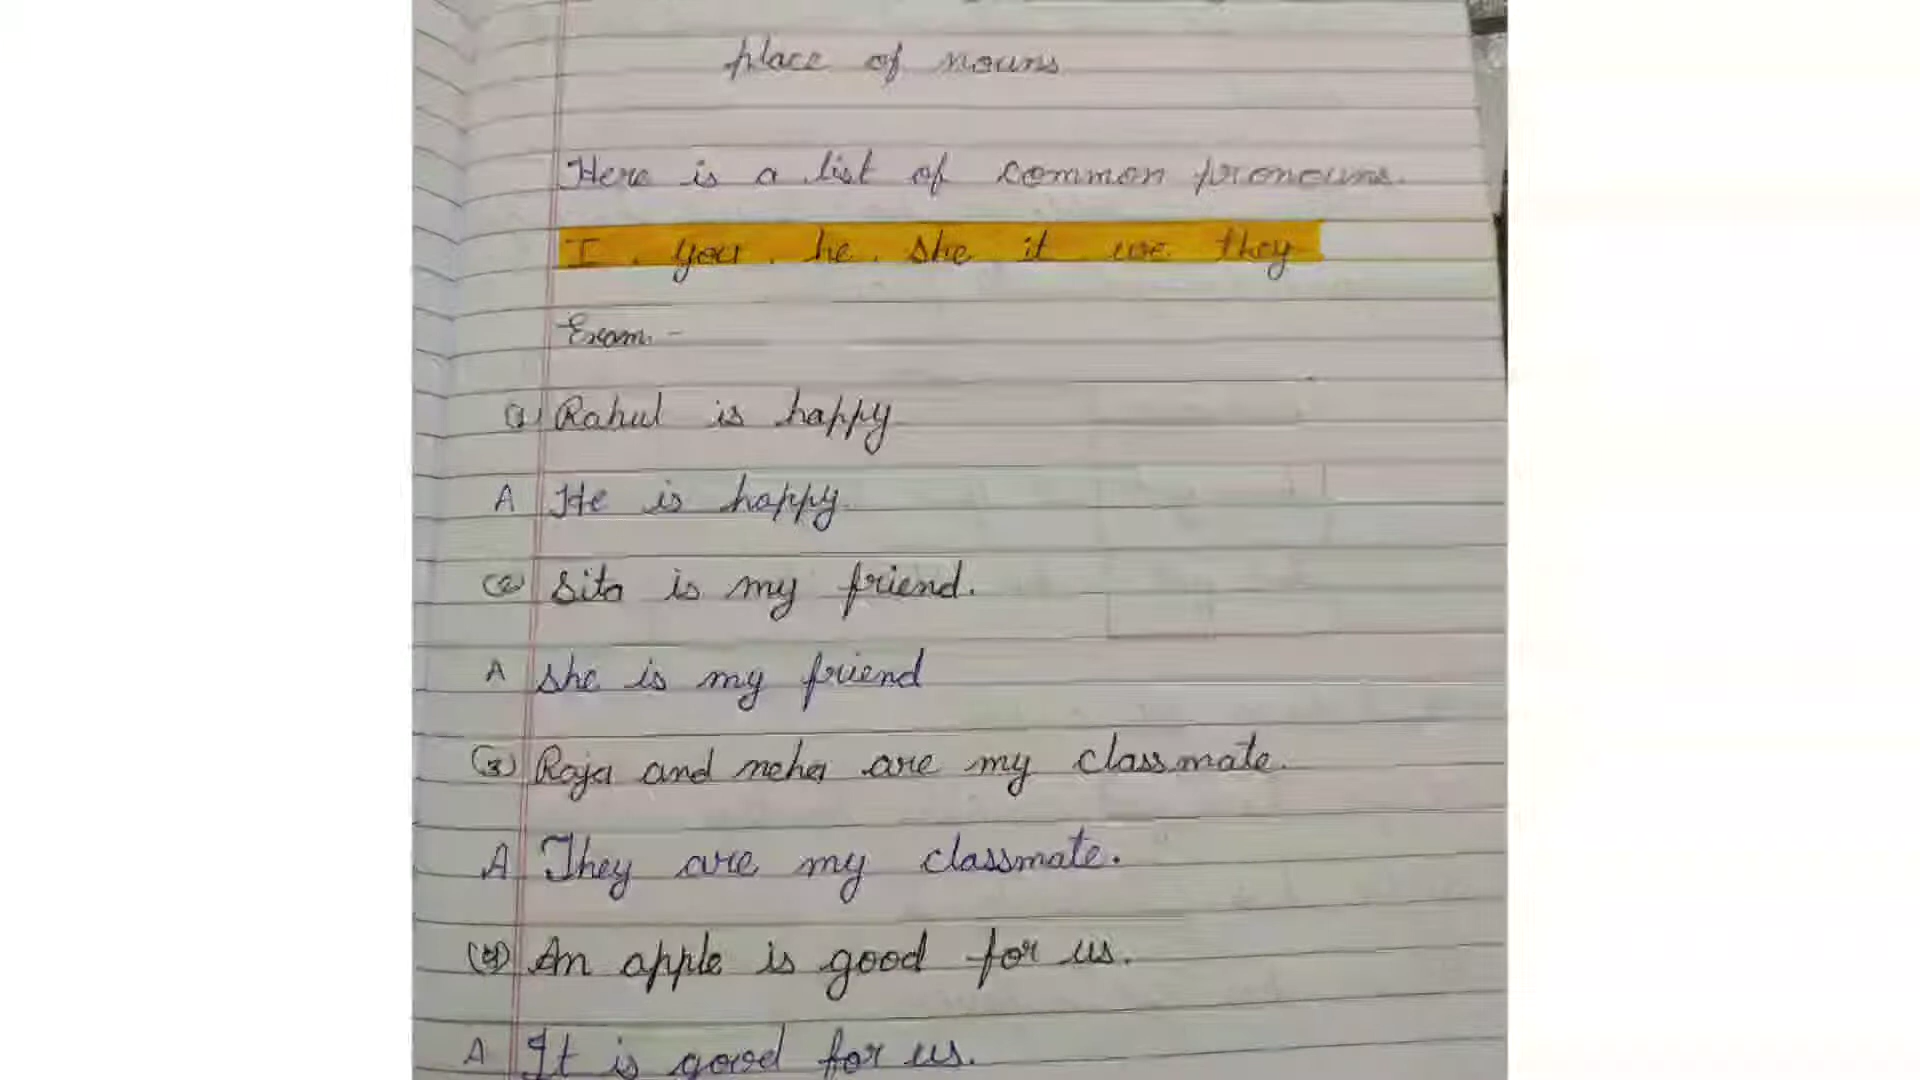 place of nouns
Here is a list of common pronouns.
I, you, he, she it we they
Exam. -
(1) Rahul is happy
A He is happy.
(2) Sita is my friend.
A she is my friend
(3) Raja and neha are my classmate.
A They are my classmate.
(4) An apple is good for us.
A It is good for us.